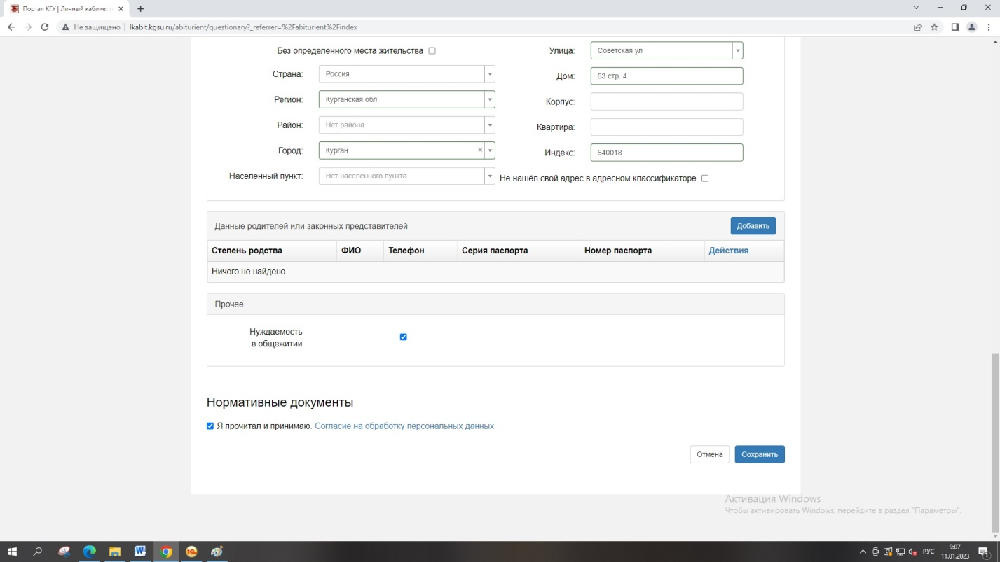 Портал КГУ | Личный кабинет п
Не защищено | lkabit.kgsu.ru/abiturient/questionary?_referrer=%2Fabiturient%2Findex
Без определенного места жительства
Улица: Советская ул
Страна: Россия
Дом: 63 стр. 4
Регион: Курганская обл
Корпус:
Район: Нет района
Квартира:
Город: Курган
Индекс: 640018
Населенный пункт: Нет населенного пункта
Не нашёл свой адрес в адресном классификаторе
Данные родителей или законных представителей
Добавить
Степень родства ФИО Телефон Серия паспорта Номер паспорта Действия
Ничего не найдено.
Прочее
Нуждаемость
в общежитии
Нормативные документы
Я прочитал и принимаю. Согласие на обработку персональных данных
Отмена Сохранить
Активация Windows
Чтобы активировать Windows, перейдите в раздел "Параметры".
РУС
9:07
11.01.2023
1